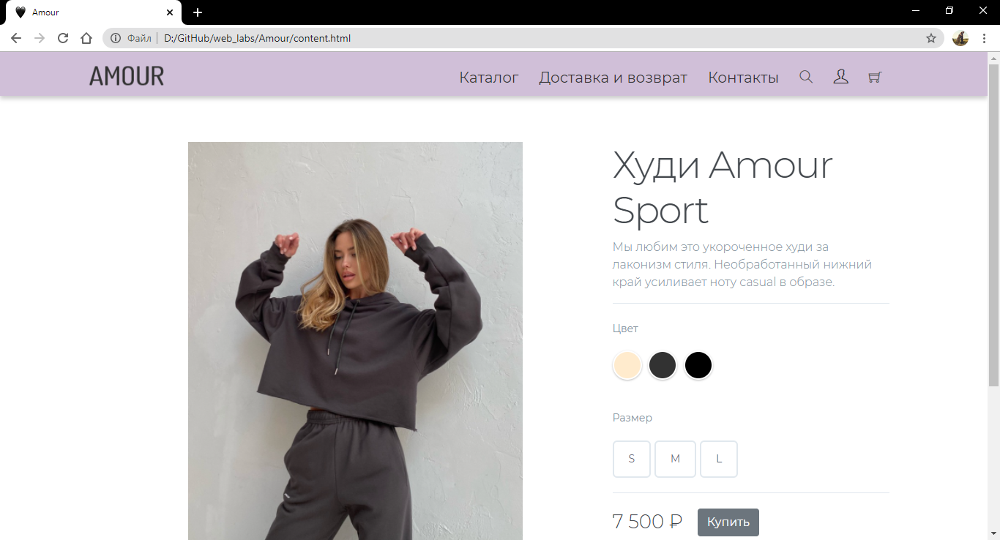 Amour
Файл D:/GitHub/web_labs/Amour/content.html
AMOUR
Каталог Доставка и возврат Контакты
Худи Amour
Sport
Мы любим это укороченное худи за
лаконизм стиля. Необработанный нижний
край усиливает ноту casual в образе.
Цвет
Размер
S M L
7 500 ₽ Купить